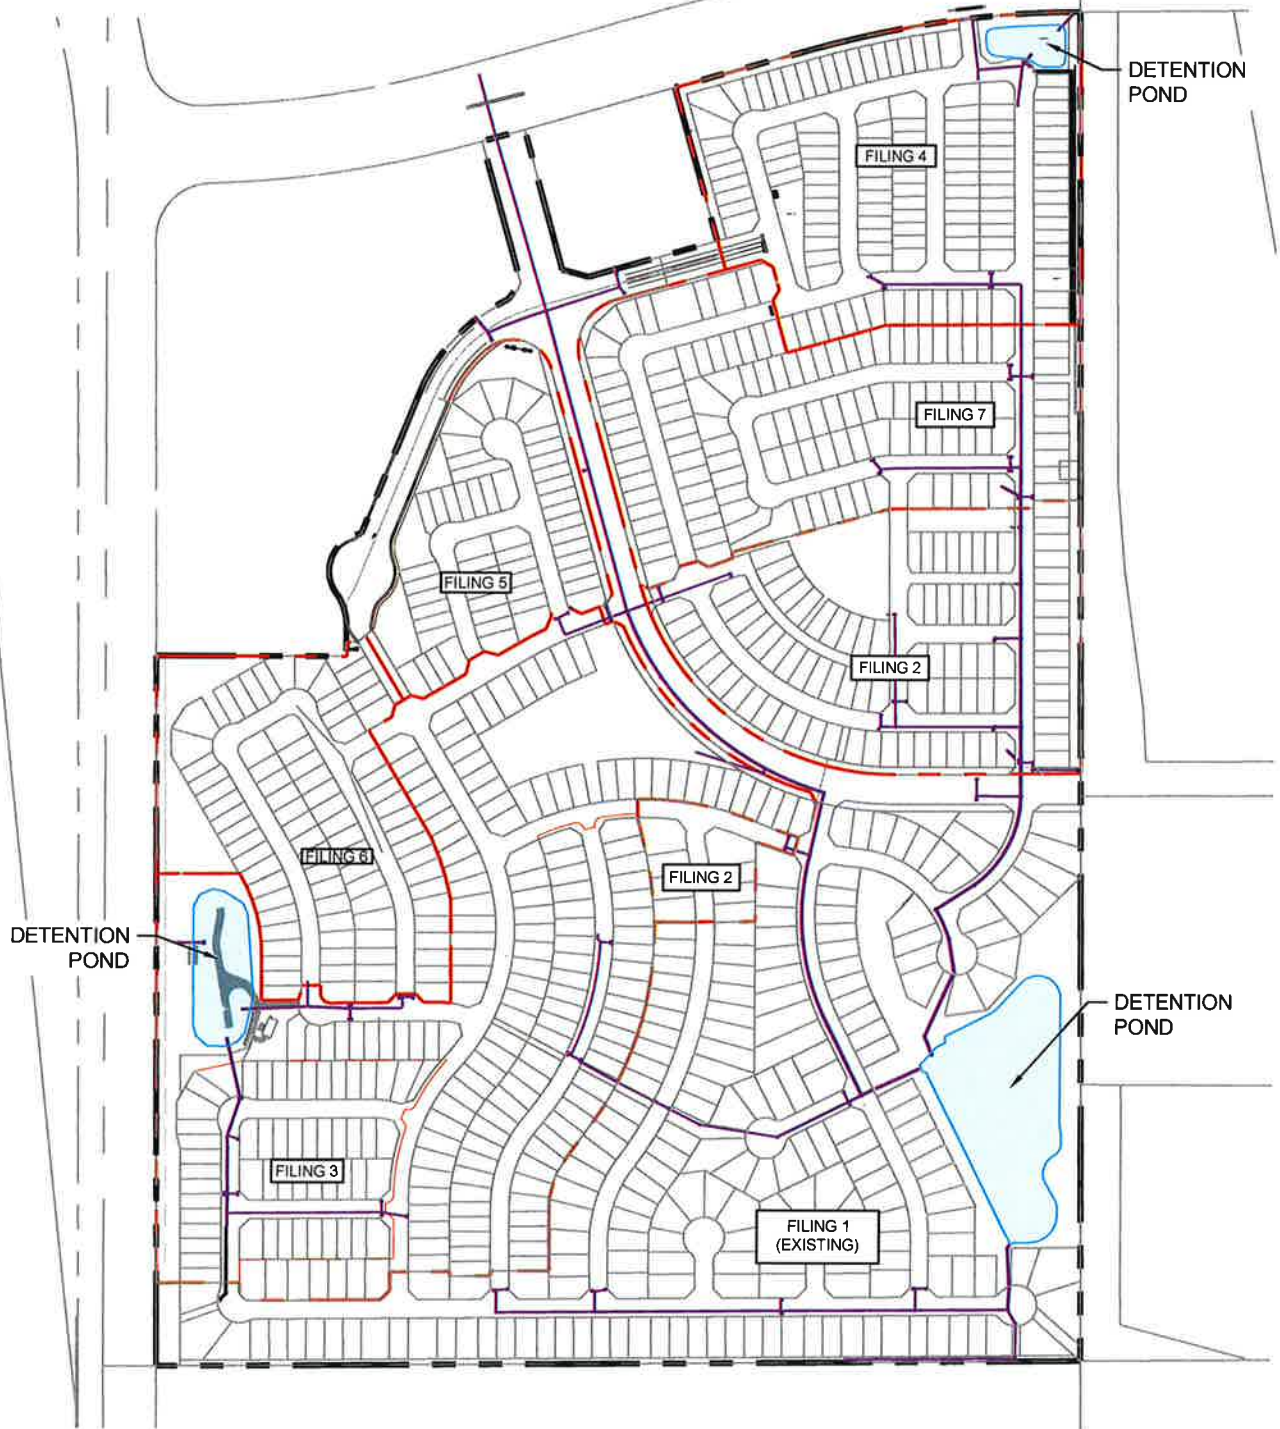 DETENTION
POND
FILING 4
FILING 7
FILING 5
FILING 2
FILING 6
FILING 2
DETENTION
POND
DETENTION
POND
FILING 3
FILING 1
(EXISTING)